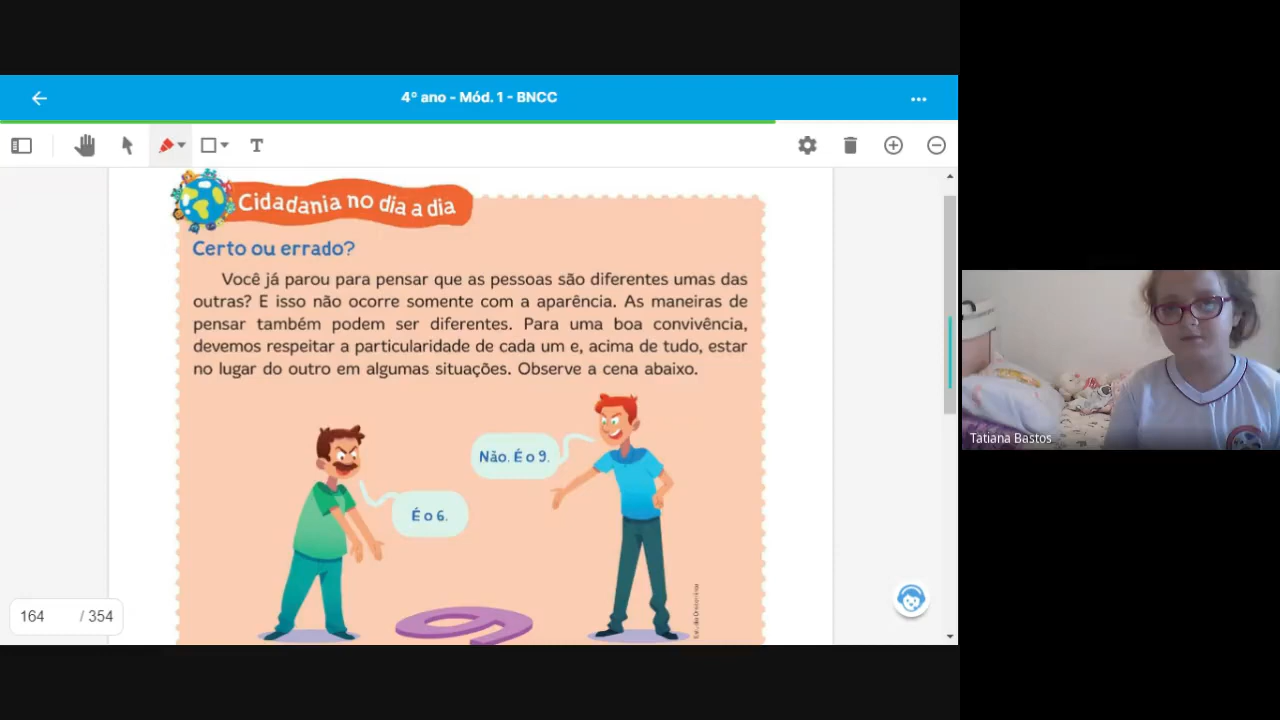 4º ano - Mód. 1 - BNCC
T
Cidadania no dia a dia
Certo ou errado?
Você já parou para pensar que as pessoas são diferentes umas das
outras? E isso não ocorre somente com a aparência. As maneiras de
pensar também podem ser diferentes. Para uma boa convivência,
devemos respeitar a particularidade de cada um e, acima de tudo, estar
no lugar do outro em algumas situações. Observe a cena abaixo.
Não. É o 9.
É o 6.
164 / 354
Tatiana Bastos